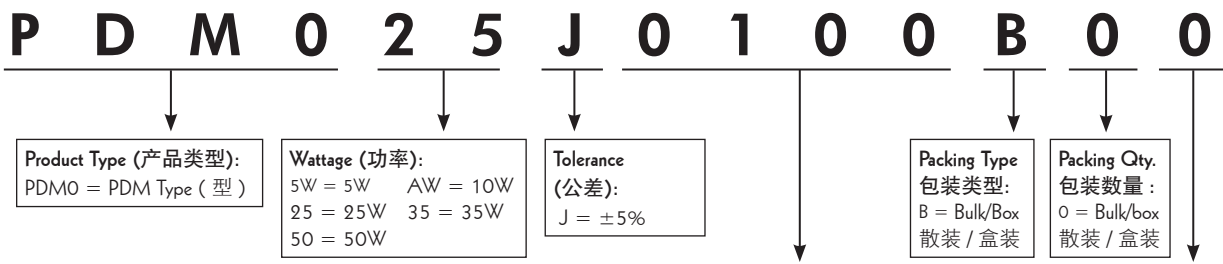 P D M 0 2 5 J 0 1 0 0 B 0 0
Product Type (产品类型):
PDM0 = PDM Type ( 型 )
Wattage (功率):
5W = 5W AW = 10W
25 = 25W 35 = 35W
50 = 50W
Tolerance
(公差):
J = ±5%
Packing Type
包装类型:
B = Bulk/Box
散装 / 盒装
Packing Qty.
包装数量 :
0 = Bulk/box
散装 / 盒装